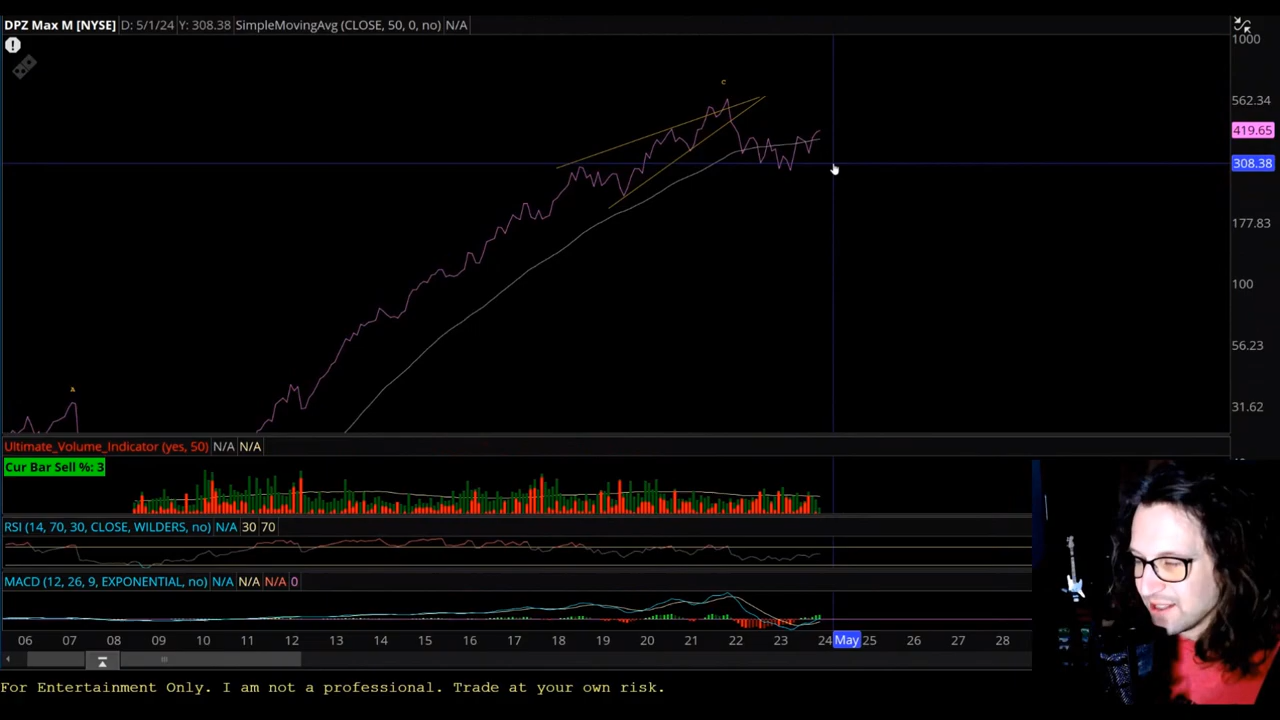 DPZ Max M [NYSE] D: 5/1/24 Y: 308.38 SimpleMovingAvg (CLOSE, 50, 0, no) N/A
1000
c
562.34
419.65
308.38
177.83
100
56.23
a
31.62
Ultimate_Volume_Indicator (yes, 50) N/A N/A
Cur Bar Sell %: 3
RSI (14, 70, 30, CLOSE, WILDERS, no) N/A 30 70
MACD (12, 26, 9, EXPONENTIAL, no) N/A N/A N/A 0
06 07 08 09 10 11 12 13 14 15 16 17 18 19 20 21 22 23 24 May 25 26 27 28
For Entertainment Only. I am not a professional. Trade at your own risk.